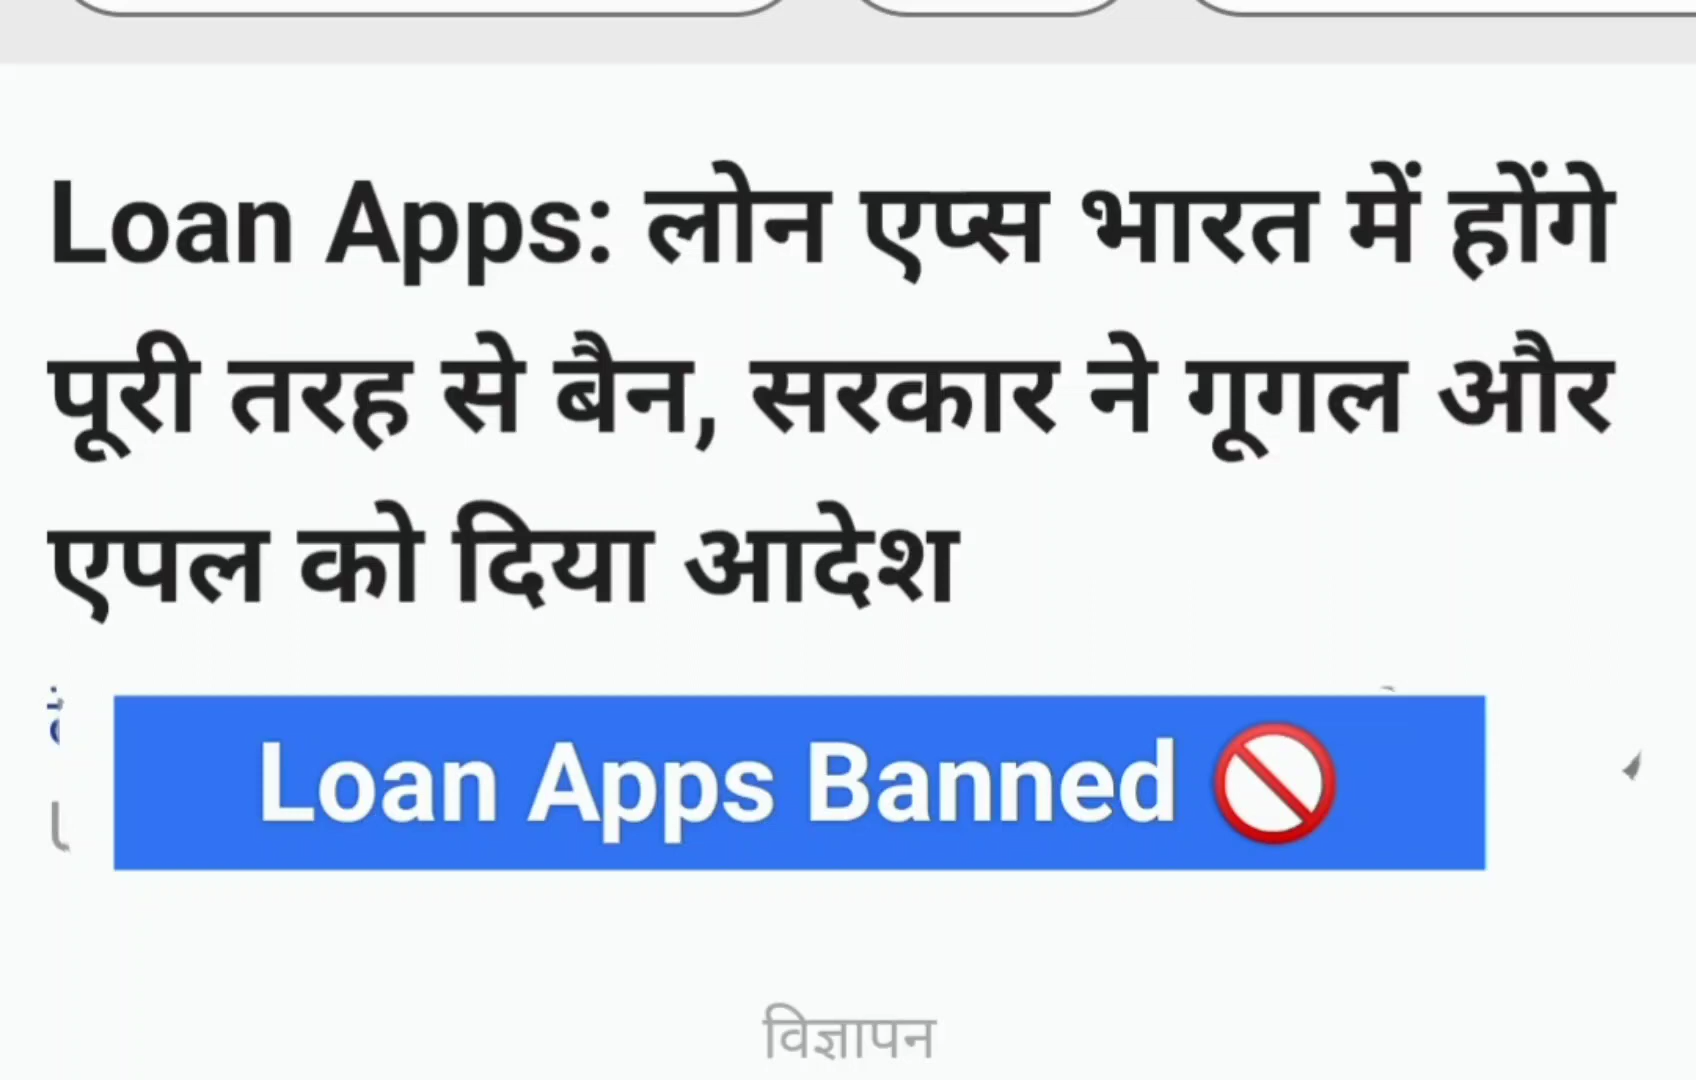 Loan Apps: लोन एप्स भारत में होंगे
पूरी तरह से बैन, सरकार ने गूगल और
एपल को दिया आदेश
Loan Apps Banned 🚫
विज्ञापन